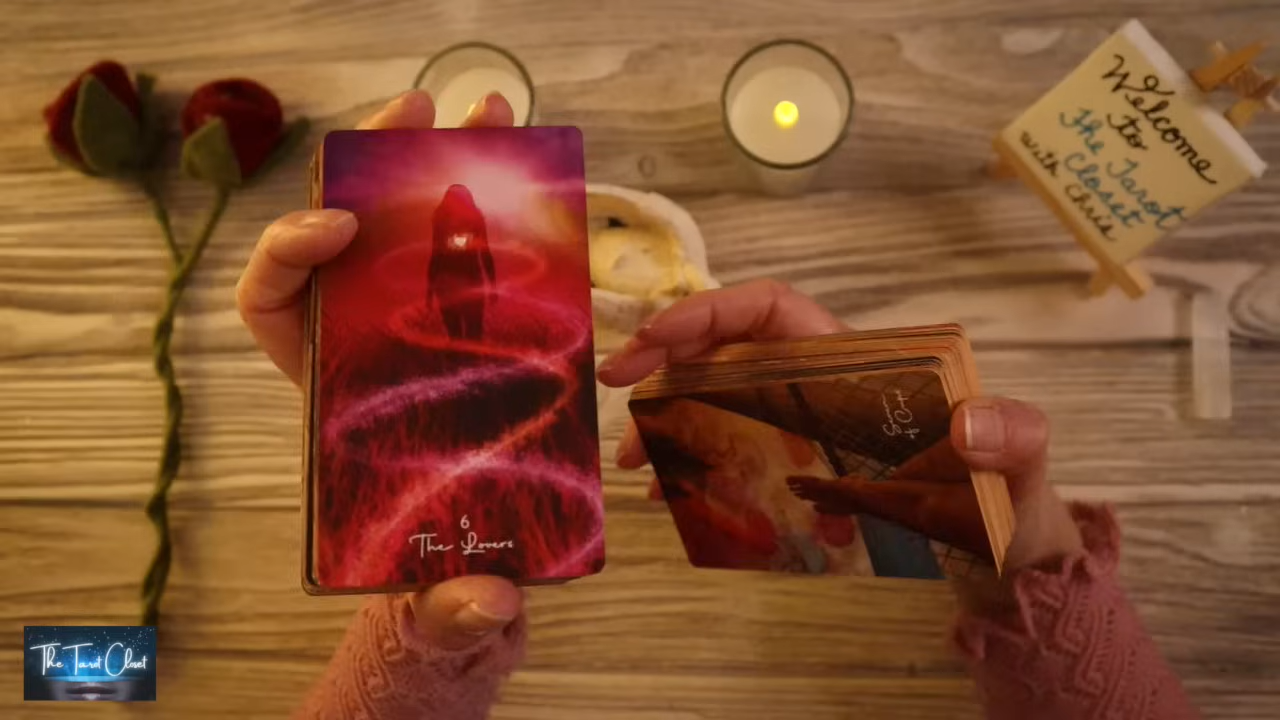 Welcome
to
The Tarot
Closet
with Chris
6
The Lovers
The Tarot Closet